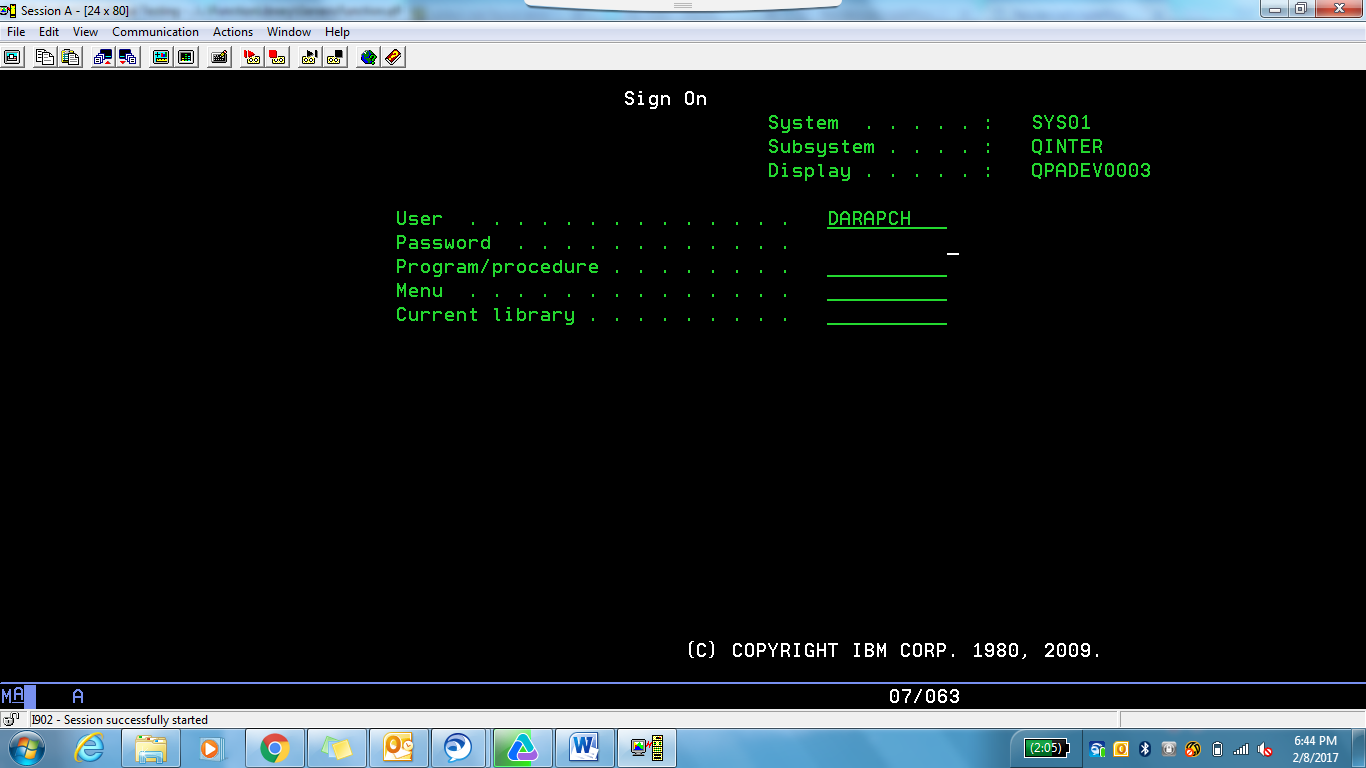 Session A - [24 x 80]
File Edit View Communication Actions Window Help
Sign On
System . . . . . : SYS01
Subsystem . . . . : QINTER
Display . . . . . : QPADEV0003
User . . . . . . . . . . . . . . DARAPCH
Password . . . . . . . . . . . .
Program/procedure . . . . . . . .
Menu . . . . . . . . . . . . . .
Current library . . . . . . . . .
(C) COPYRIGHT IBM CORP. 1980, 2009.
MA A 07/063
I902 - Session successfully started
(2:05)
6:44 PM
2/8/2017